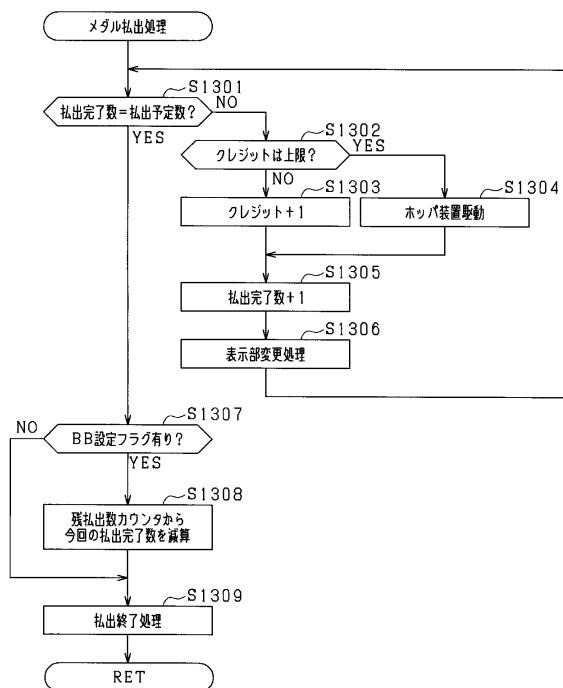 メダル払出処理
S1301
払出完了数=払出予定数?
NO
YES
S1302
クレジットは上限?
YES
NO
S1303
クレジット+1
S1304
ホッパ装置駆動
S1305
払出完了数+1
S1306
表示部変更処理
S1307
NO
BB設定フラグ有り?
YES
S1308
残払出数カウンタから
今回の払出完了数を減算
S1309
払出終了処理
RET